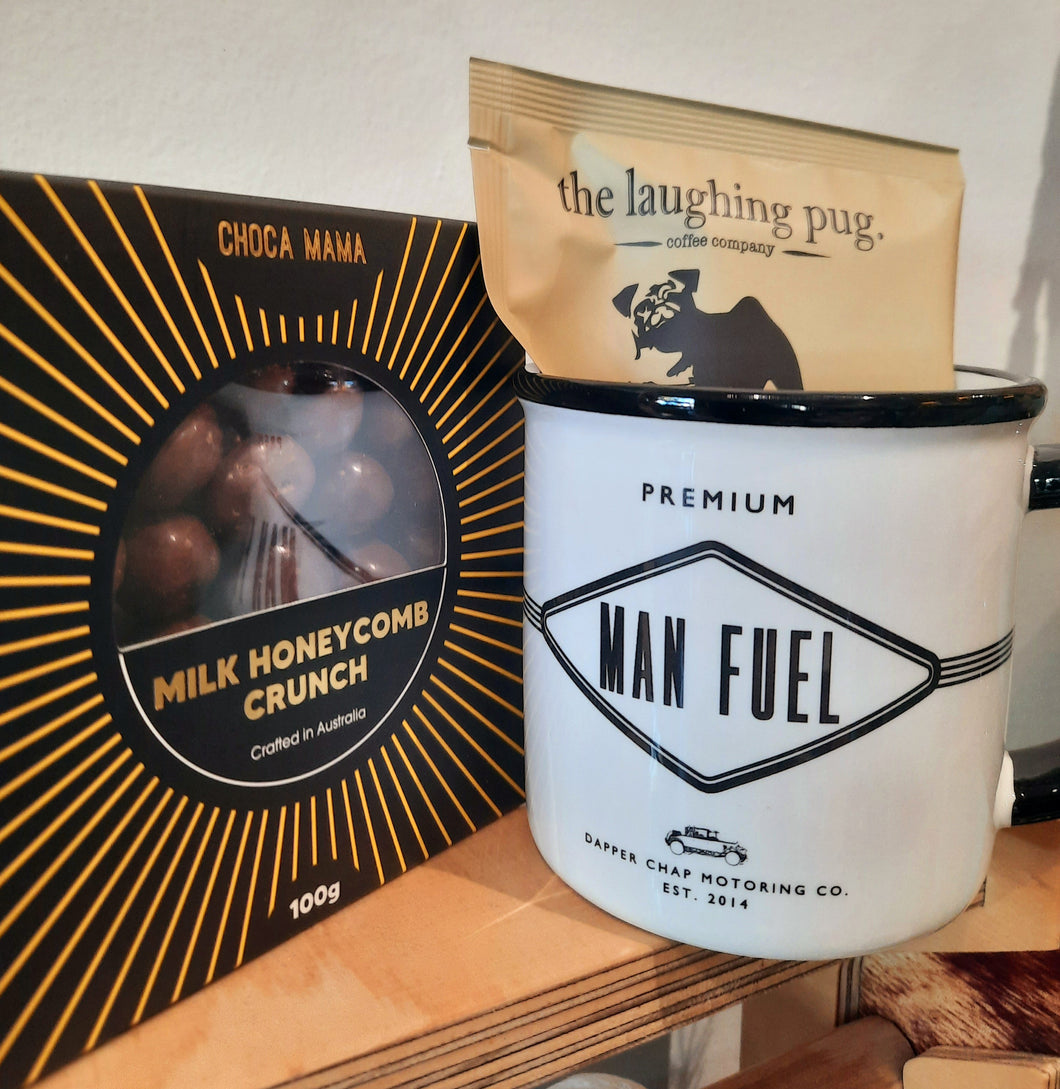 CHOCA MAMA
MILK HONEYCOMB
CRUNCH
Crafted in Australia
100g
the laughing pug.
coffee company
PREMIUM
MAN FUEL
DAPPER CHAP MOTORING CO.
EST. 2014